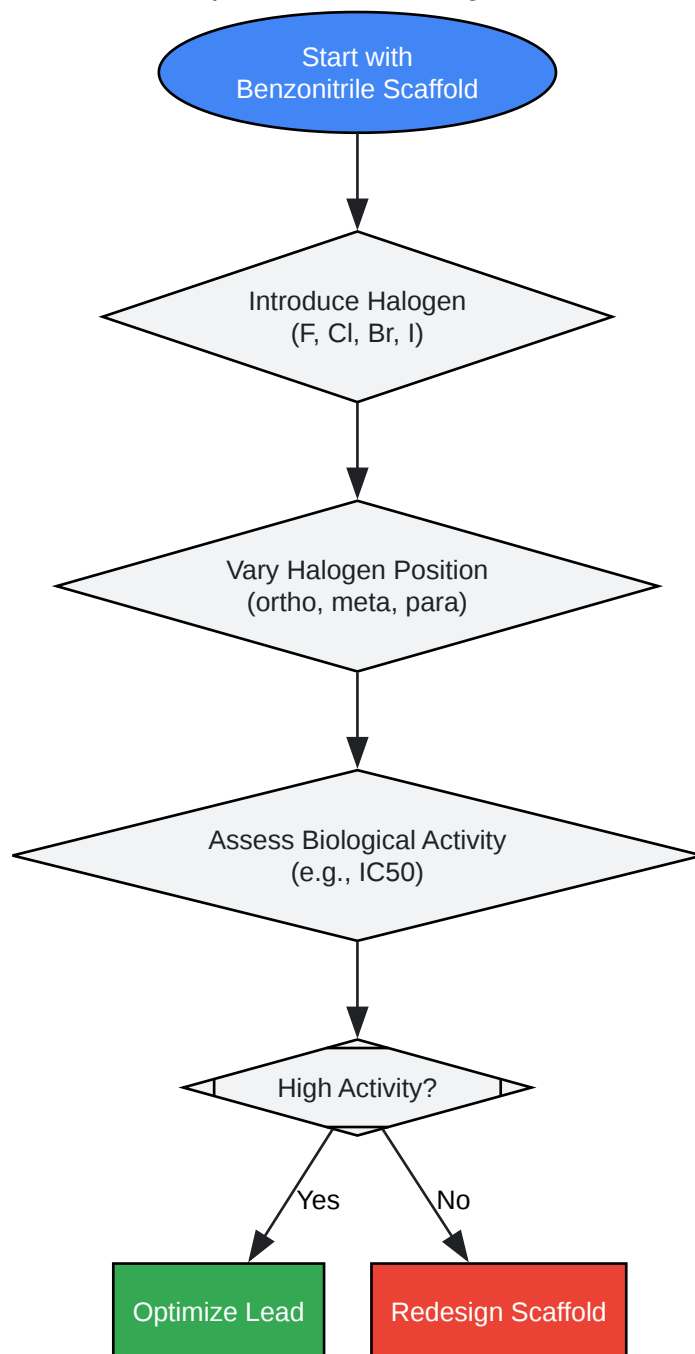 Start with
Benzonitrile Scaffold
Introduce Halogen
(F, Cl, Br, I)
Vary Halogen Position
(ortho, meta, para)
Assess Biological Activity
(e.g., IC50)
High Activity?
Yes
No
Optimize Lead
Redesign Scaffold